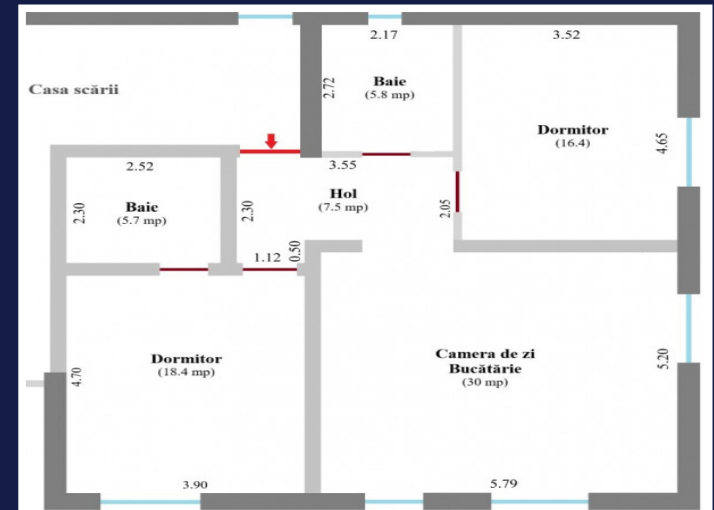 2.17
3.52
2.72
Baie
(5.8 mp)
Casa scării
Dormitor
(16.4)
4.65
2.52
3.55
2.30
Baie
(5.7 mp)
2.30
Hol
(7.5 mp)
2.05
1.12
0.50
Dormitor
(18.4 mp)
4.70
Camera de zi
Bucătărie
(30 mp)
5.20
3.90
5.79